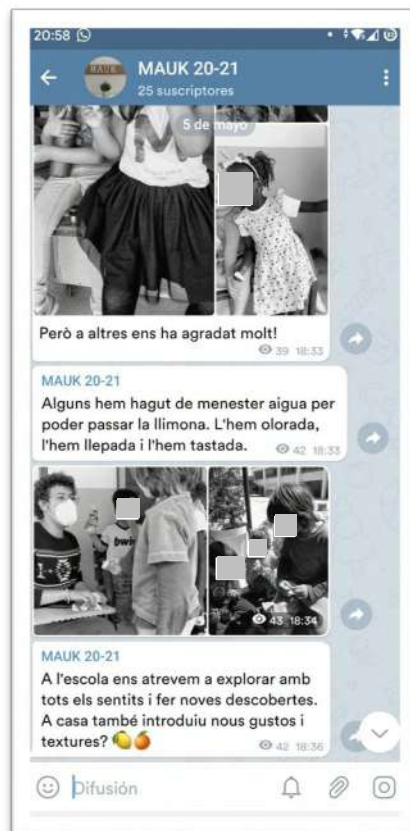 20:58
MAUK 20-21
25 suscriptores
5 de mayo
Però a altres ens ha agradat molt!
39 18:33
MAUK 20-21
Alguns hem hagut de menester aigua per
poder passar la llimona. L'hem olorada,
l'hem llepada i l'hem tastada.
42 18:33
43 18:34
MAUK 20-21
A l'escola ens atrevem a explorar amb
tots els sentits i fer noves descobertes.
A casa també introduiu nous gustos i
textures? 🍋🍊
42 18:36
Difusión